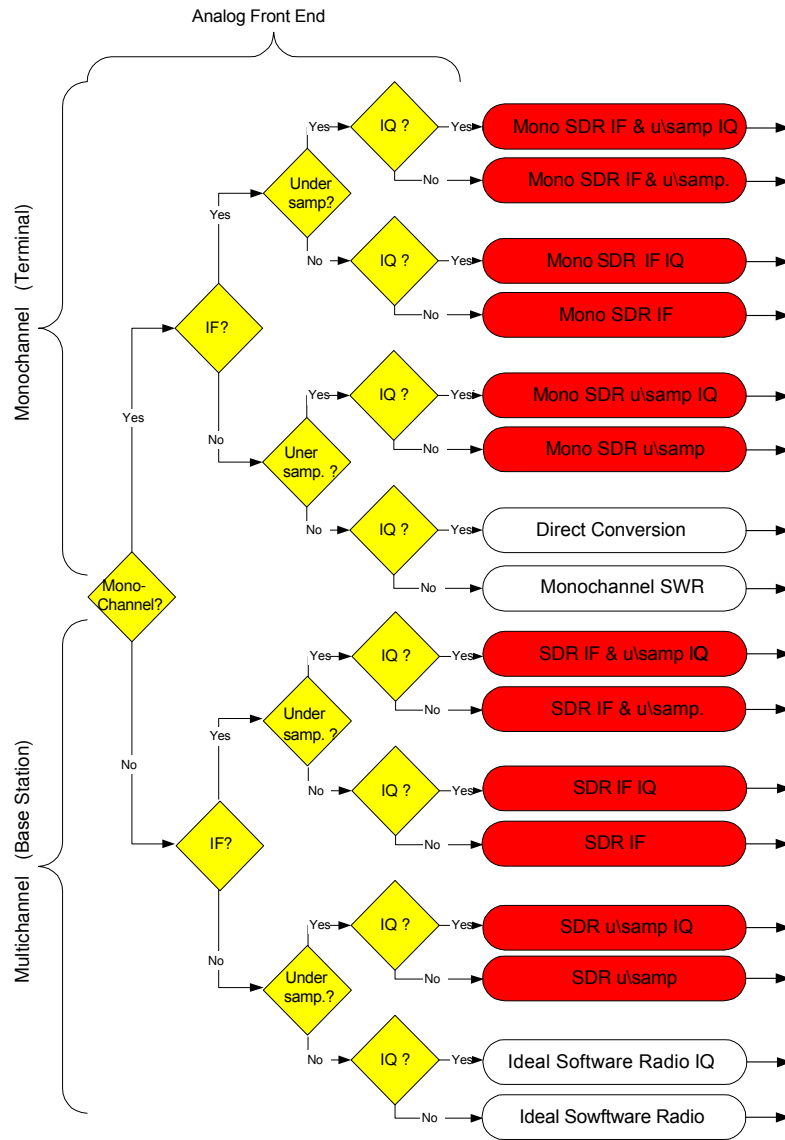 Analog Front End
Monochannel (Terminal)
Multichannel (Base Station)
Mono-
Channel?
Yes
No
IF?
Yes
No
Under
samp.?
Yes
No
IQ ?
Yes
Mono SDR IF & u\samp IQ
No
Mono SDR IF & u\samp.
IQ ?
Yes
Mono SDR IF IQ
No
Mono SDR IF
Uner
samp. ?
Yes
No
IQ ?
Yes
Mono SDR u\samp IQ
No
Mono SDR u\samp
IQ ?
Yes
Direct Conversion
No
Monochannel SWR
IF?
Yes
No
Under
samp. ?
Yes
No
IQ ?
Yes
SDR IF & u\samp IQ
No
SDR IF & u\samp.
IQ ?
Yes
SDR IF IQ
No
SDR IF
Under
samp.?
Yes
No
IQ ?
Yes
SDR u\samp IQ
No
SDR u\samp
IQ ?
Yes
Ideal Software Radio IQ
No
Ideal Sowftware Radio